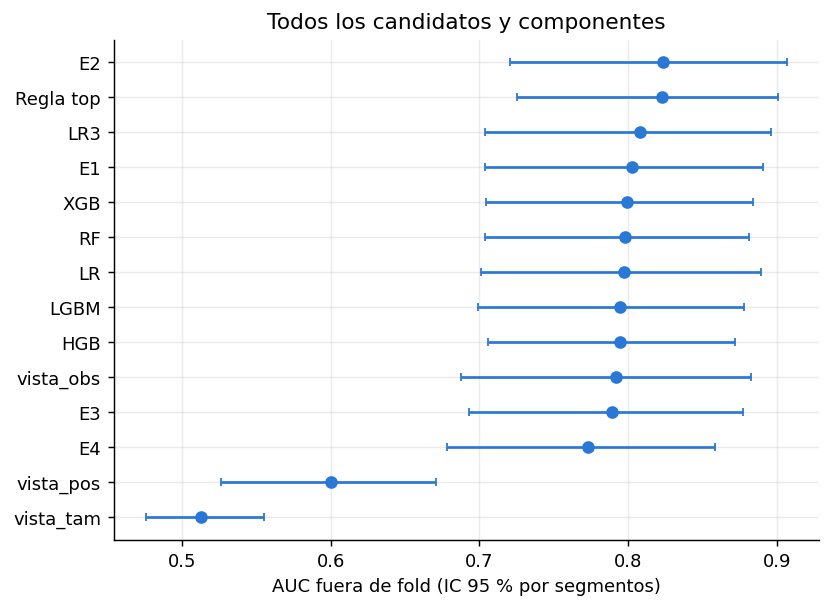 Todos los candidatos y componentes
E2
Regla top
LR3
E1
XGB
RF
LR
LGBM
HGB
vista_obs
E3
E4
vista_pos
vista_tam
0.5 0.6 0.7 0.8 0.9
AUC fuera de fold (IC 95 % por segmentos)